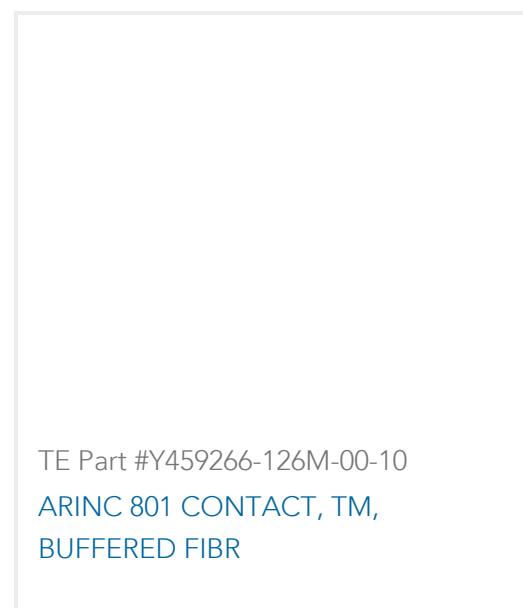 TE Part #Y459266-126M-00-10
ARINC 801 CONTACT, TM,
BUFFERED FIBR